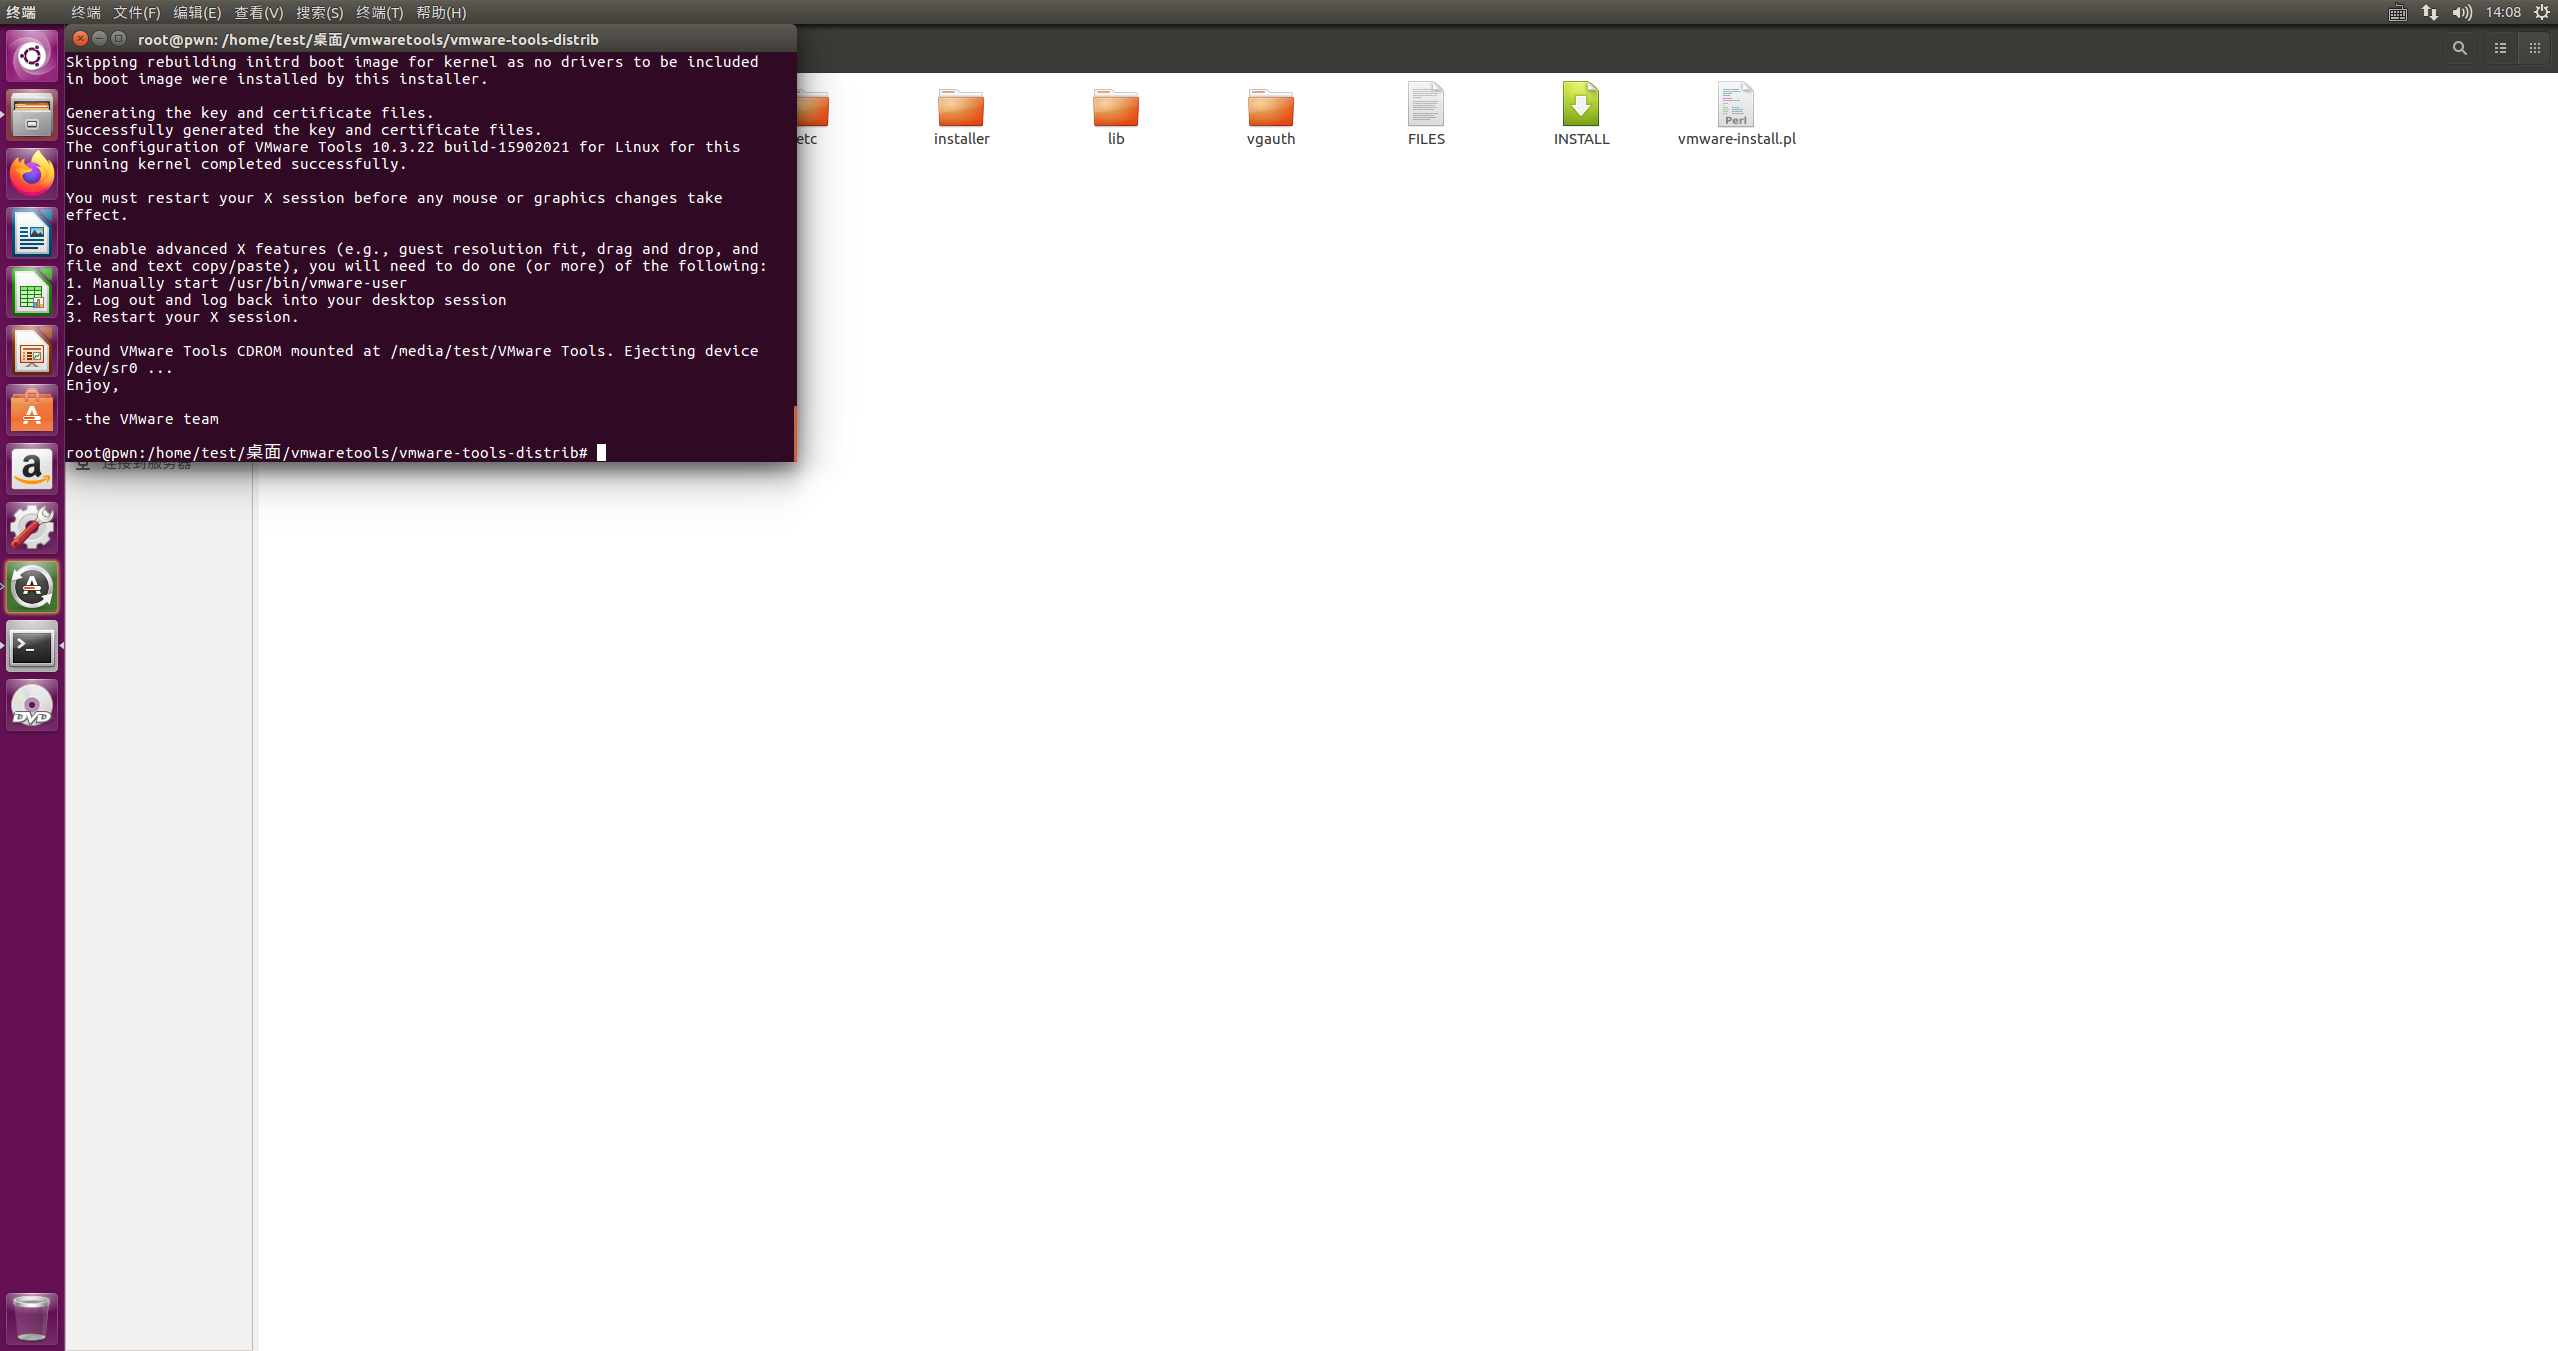 终端 终端 文件(F) 编辑(E) 查看(V) 搜索(S) 终端(T) 帮助(H) 14:08
root@pwn: /home/test/桌面/vmwaretools/vmware-tools-distrib
Skipping rebuilding initrd boot image for kernel as no drivers to be included
in boot image were installed by this installer.
Generating the key and certificate files.
Successfully generated the key and certificate files.
The configuration of VMware Tools 10.3.22 build-15902021 for Linux for this
running kernel completed successfully.
You must restart your X session before any mouse or graphics changes take
effect.
To enable advanced X features (e.g., guest resolution fit, drag and drop, and
file and text copy/paste), you will need to do one (or more) of the following:
1. Manually start /usr/bin/vmware-user
2. Log out and log back into your desktop session
3. Restart your X session.
Found VMware Tools CDROM mounted at /media/test/VMware Tools. Ejecting device
/dev/sr0 ...
Enjoy,
--the VMware team
root@pwn:/home/test/桌面/vmwaretools/vmware-tools-distrib#
连接到服务器
etc installer lib vgauth FILES INSTALL vmware-install.pl
Perl
DVD